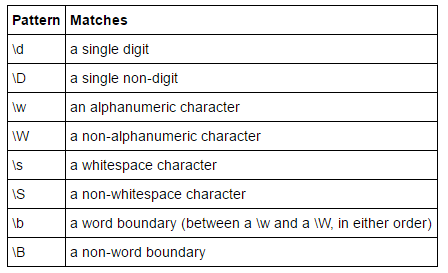 Pattern Matches
\d a single digit
\D a single non-digit
\w an alphanumeric character
\W a non-alphanumeric character
\s a whitespace character
\S a non-whitespace character
\b a word boundary (between a \w and a \W, in either order)
\B a non-word boundary